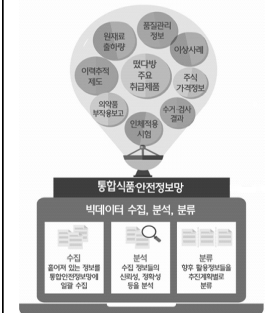 품질관리
정보
원재료
출하량
이상사례
이력추적
제도
떴다방
주요
취급제품
주식
가격정보
의약품
부작용보고
수거·검사
결과
인체적용
시험
통합식품안전정보망
빅데이터 수집, 분석, 분류
수집
흩어져 있는 정보를
통합안전정보망에
일괄 수집
분석
수집 정보들의
신뢰성, 정확성
등을 분석
분류
향후 활용정보들을
추진계획별로
분류